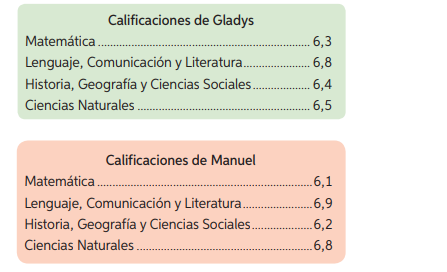 Calificaciones de Gladys
Matemática ........................................................... 6,3
Lenguaje, Comunicación y Literatura................... 6,8
Historia, Geografía y Ciencias Sociales................... 6,4
Ciencias Naturales ................................................ 6,5
Calificaciones de Manuel
Matemática ........................................................... 6,1
Lenguaje, Comunicación y Literatura.................... 6,9
Historia, Geografía y Ciencias Sociales.................... 6,2
Ciencias Naturales ................................................ 6,8